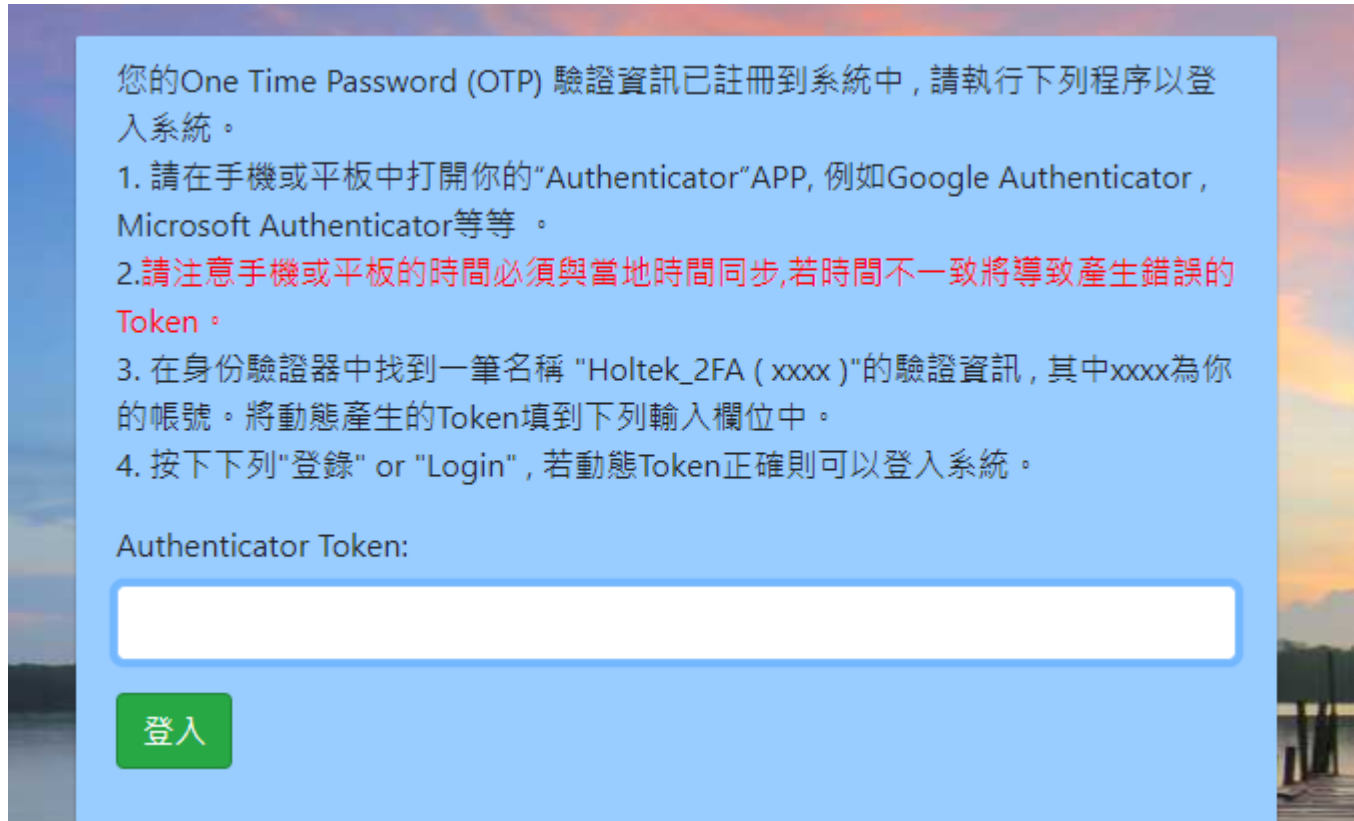 您的One Time Password (OTP) 驗證資訊已註冊到系統中 , 請執行下列程序以登
入系統。
1. 請在手機或平板中打開你的“Authenticator”APP, 例如Google Authenticator ,
Microsoft Authenticator等等 。
2.請注意手機或平板的時間必須與當地時間同步,若時間不一致將導致產生錯誤的
Token。
3. 在身份驗證器中找到一筆名稱 "Holtek_2FA ( xxxx )"的驗證資訊 , 其中xxxx為你
的帳號。將動態產生的Token填到下列輸入欄位中。
4. 按下下列"登錄" or "Login" , 若動態Token正確則可以登入系統。
Authenticator Token:
登入